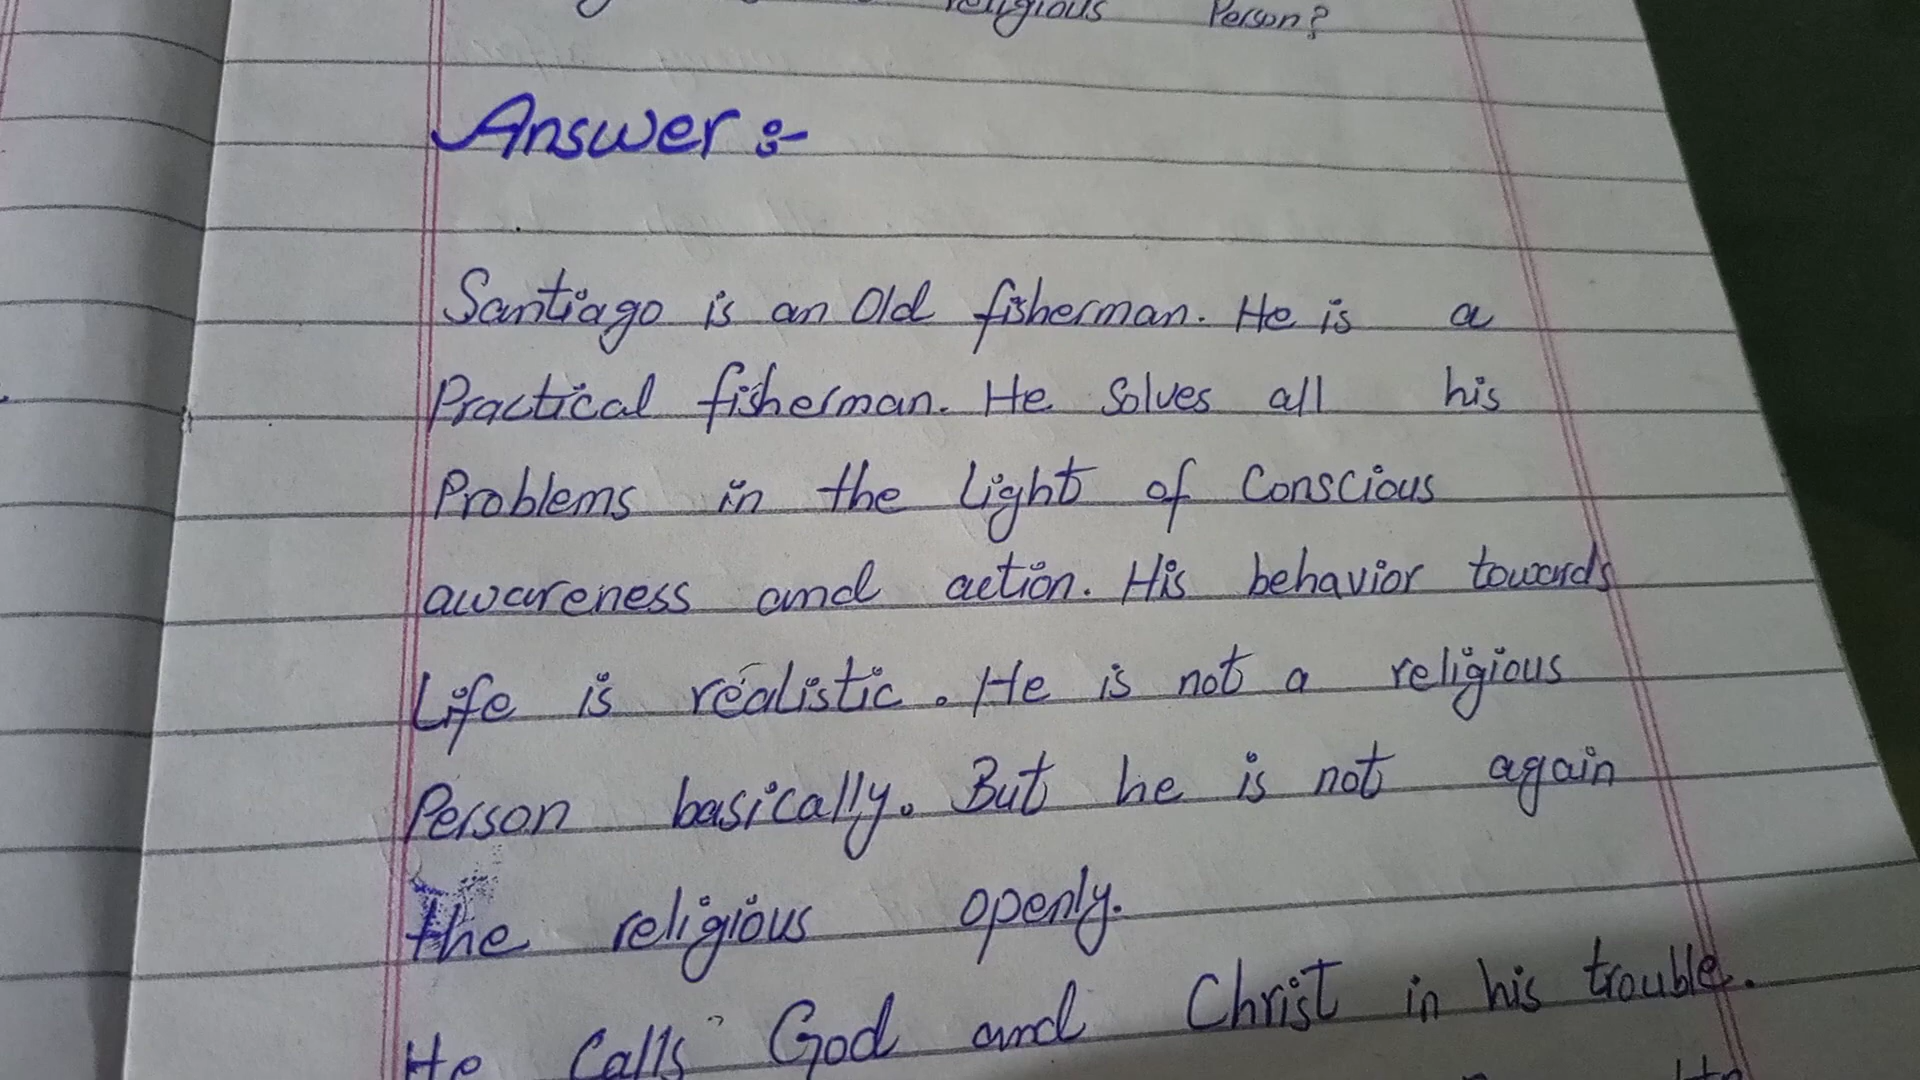 religious Person?
Answer :-
Santiago is an Old fisherman. He is a
Practical fisherman. He Solves all his
Problems in the light of Conscious
awareness and action. His behavior towards
Life is realistic. He is not a religious
Person basically. But he is not again
the religious openly.
He Calls God and Christ in his trouble.